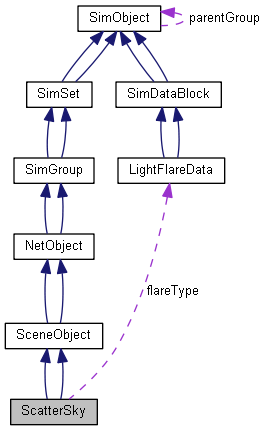 SimObject
parentGroup
SimSet
SimDataBlock
SimGroup
LightFlareData
NetObject
flareType
SceneObject
ScatterSky